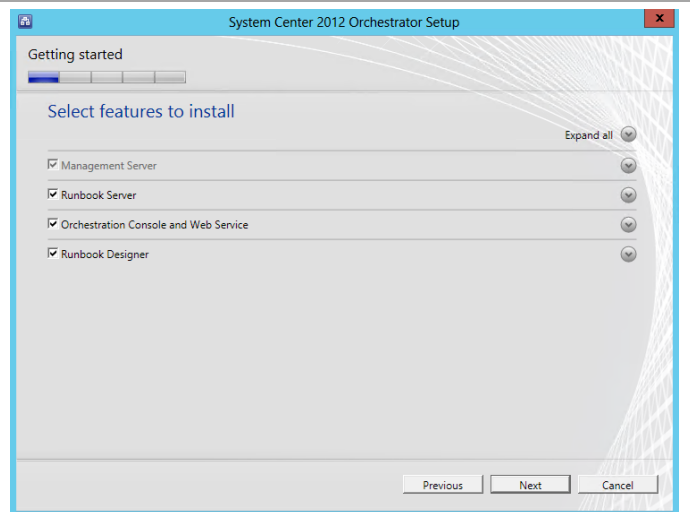 System Center 2012 Orchestrator Setup
x
Getting started
Select features to install
Expand all
Management Server
Runbook Server
Orchestration Console and Web Service
Runbook Designer
Previous Next Cancel